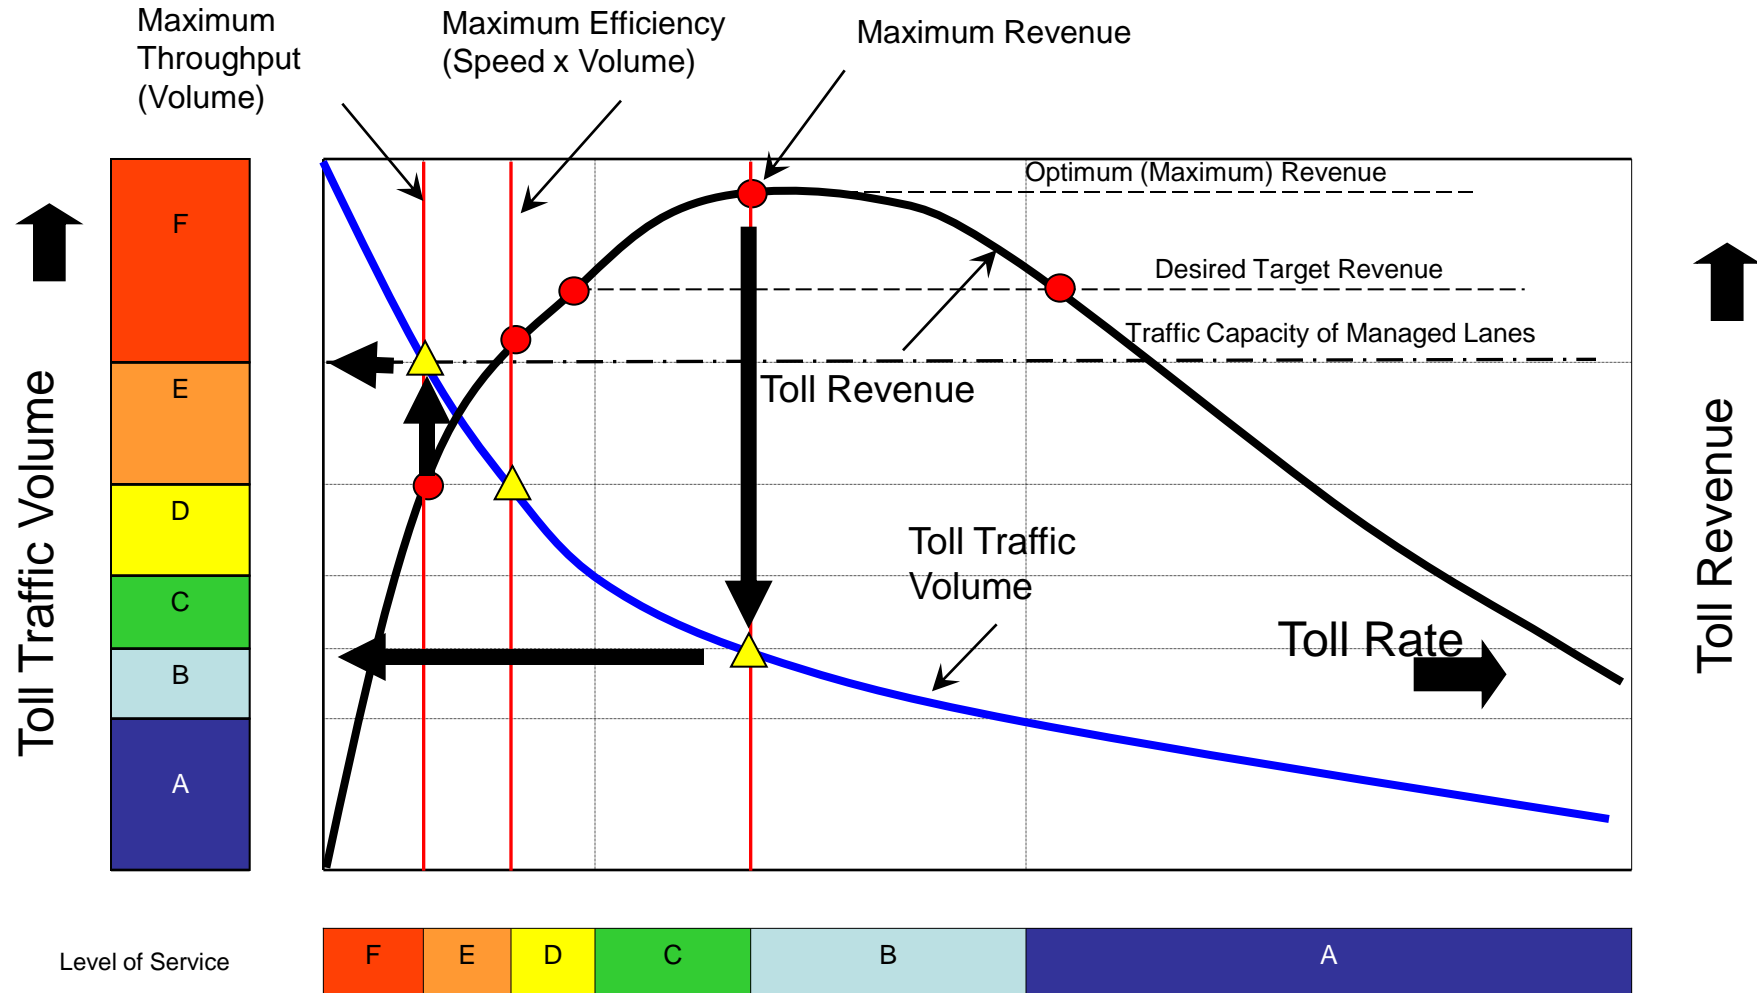 Maximum
Throughput
(Volume)
Maximum Efficiency
(Speed x Volume)
Maximum Revenue
Optimum (Maximum) Revenue
Desired Target Revenue
Traffic Capacity of Managed Lanes
Toll Revenue
Toll Traffic
Volume
Toll Rate
Toll Traffic Volume
F
E
D
C
B
A
Toll Revenue
Level of Service
F
E
D
C
B
A